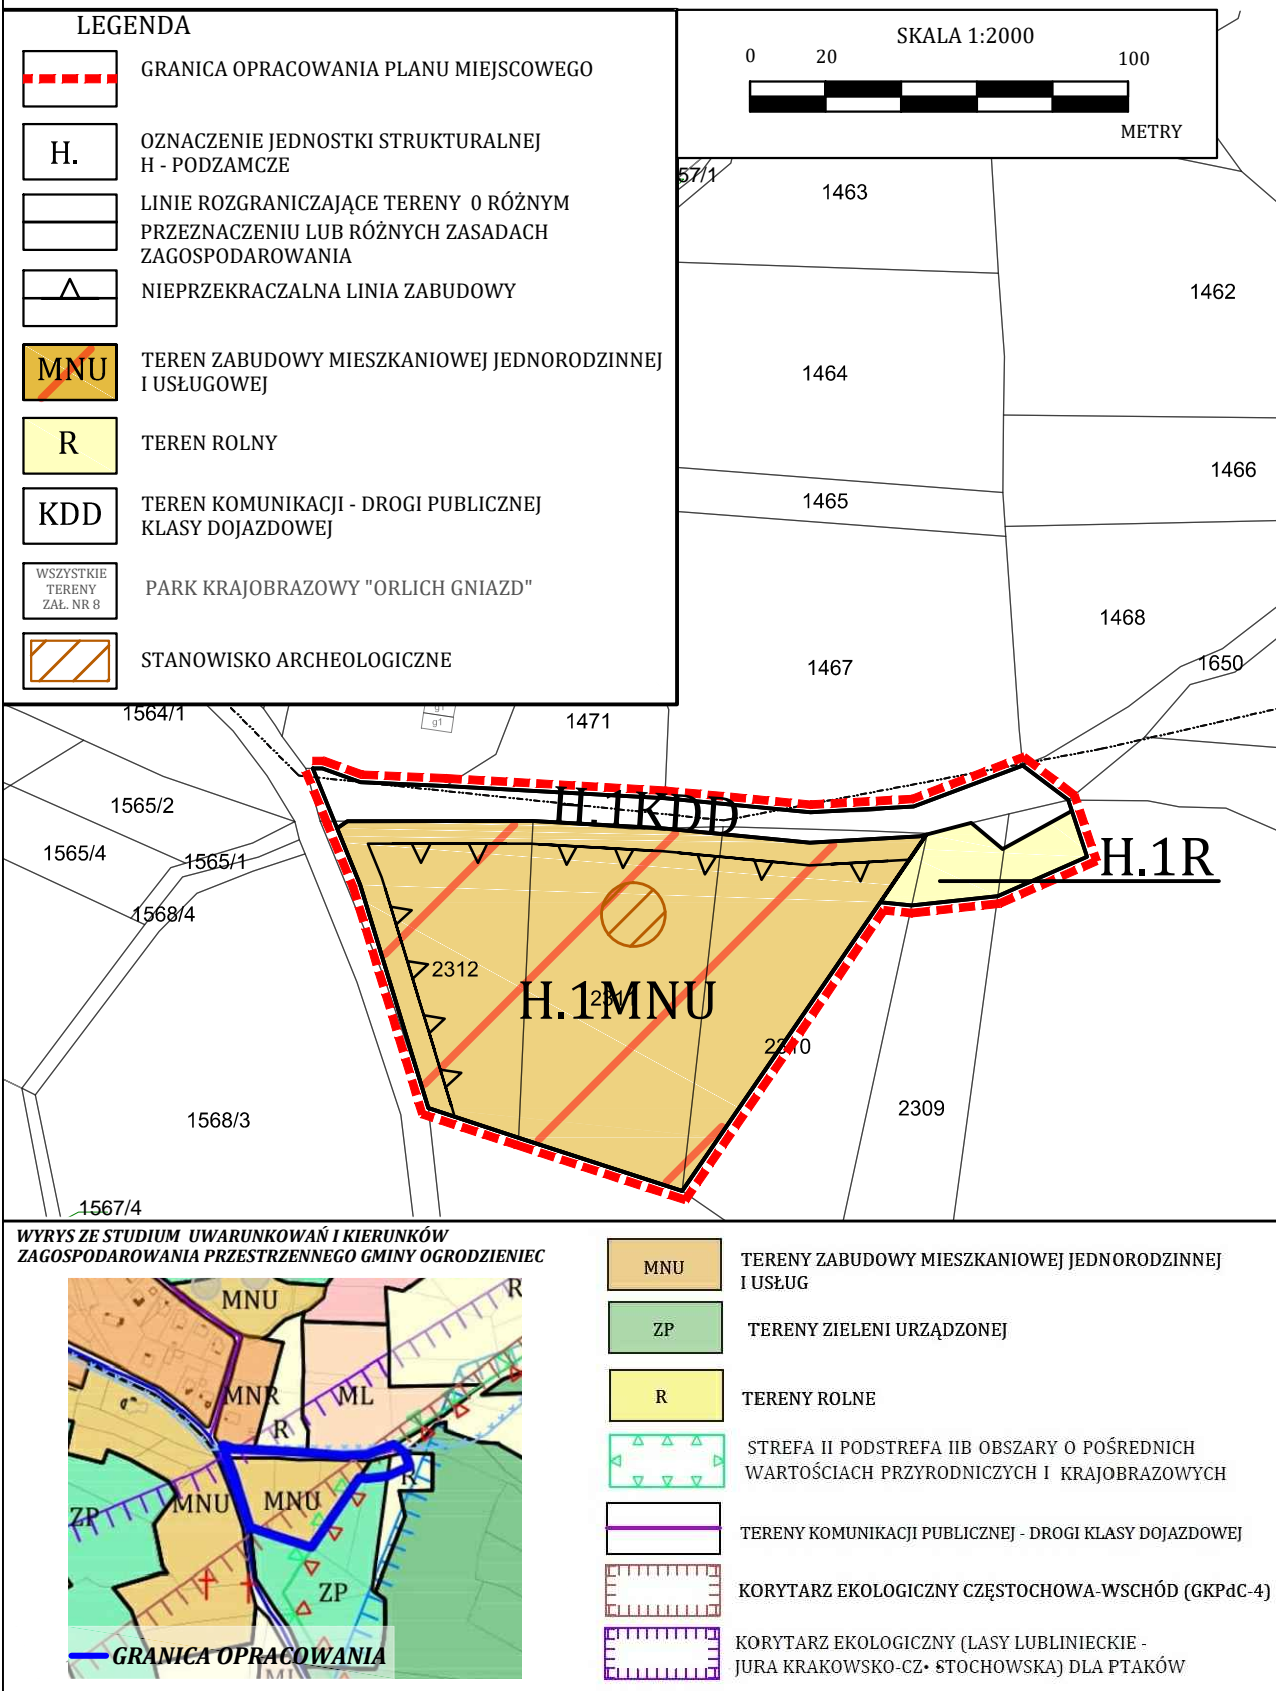 LEGENDA
GRANICA OPRACOWANIA PLANU MIEJSCOWEGO
H.
OZNACZENIE JEDNOSTKI STRUKTURALNEJ
H - PODZAMCZE
LINIE ROZGRANICZAJĄCE TERENY 0 RÓŻNYM
PRZEZNACZENIU LUB RÓŻNYCH ZASADACH
ZAGOSPODAROWANIA
NIEPRZEKRACZALNA LINIA ZABUDOWY
MNU
TEREN ZABUDOWY MIESZKANIOWEJ JEDNORODZINNEJ
I USŁUGOWEJ
R
TEREN ROLNY
KDD
TEREN KOMUNIKACJI - DROGI PUBLICZNEJ
KLASY DOJAZDOWEJ
WSZYSTKIE
TERENY
ZAŁ. NR 8
PARK KRAJOBRAZOWY "ORLICH GNIAZD"
STANOWISKO ARCHEOLOGICZNE
SKALA 1:2000
0 20 100
METRY
57/1
1463
1462
1464
1466
1465
1468
1467
1650
1564/1
g1
g1
1471
1565/2
H.1KDD
1565/4
1565/1
H.1R
1568/4
2312
H.1MNU
2310
1568/3
2309
1567/4
WYRYS ZE STUDIUM UWARUNKOWAŃ I KIERUNKÓW
ZAGOSPODAROWANIA PRZESTRZENNEGO GMINY OGRODZIENIEC
MNU
R
MNR
ML
R
R
MNU
MNU
ZP
ZP
GRANICA OPRACOWANIA
MNU
TERENY ZABUDOWY MIESZKANIOWEJ JEDNORODZINNEJ
I USŁUG
ZP
TERENY ZIELENI URZĄDZONEJ
R
TERENY ROLNE
STREFA II PODSTREFA IIB OBSZARY O POŚREDNICH
WARTOŚCIACH PRZYRODNICZYCH I KRAJOBRAZOWYCH
TERENY KOMUNIKACJI PUBLICZNEJ - DROGI KLASY DOJAZDOWEJ
KORYTARZ EKOLOGICZNY CZĘSTOCHOWA-WSCHÓD (GKPdC-4)
KORYTARZ EKOLOGICZNY (LASY LUBLINIECKIE -
JURA KRAKOWSKO-CZ• STOCHOWSKA) DLA PTAKÓW